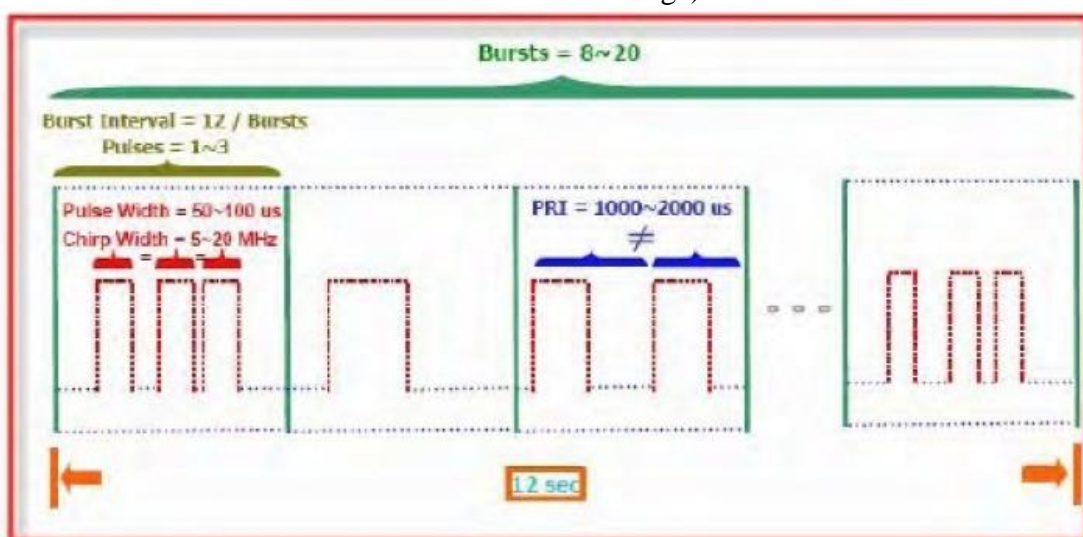 Bursts = 8~20
Burst Interval = 12 / Bursts
Pulses = 1~3
Pulse Width = 50~100 us
Chirp Width = 5~20 MHz
= =
PRI = 1000~2000 us
≠
12 sec